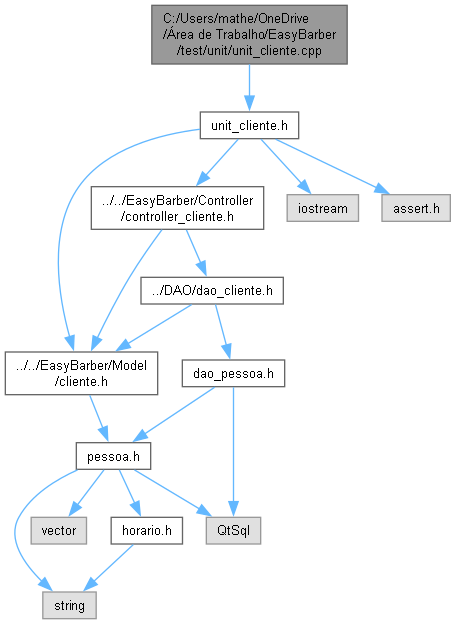 C:/Users/mathe/OneDrive
/Área de Trabalho/EasyBarber
/test/unit/unit_cliente.cpp
unit_cliente.h
../../EasyBarber/Controller
/controller_cliente.h
iostream
assert.h
../DAO/dao_cliente.h
../../EasyBarber/Model
/cliente.h
dao_pessoa.h
pessoa.h
vector
horario.h
QtSql
string